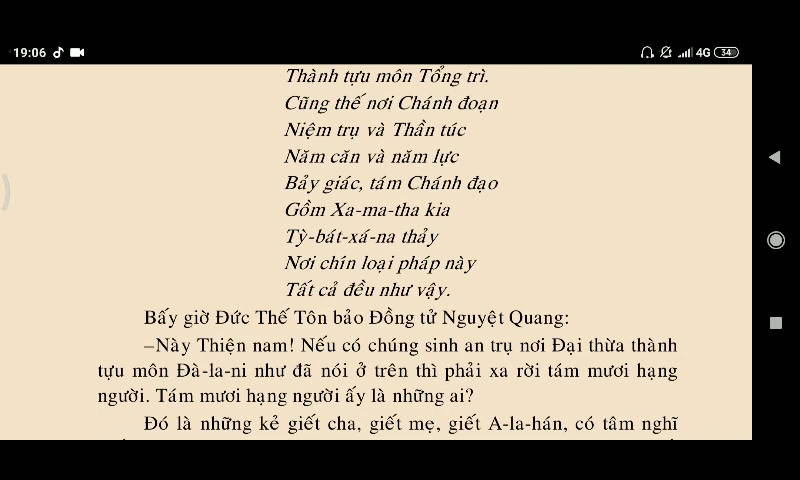 19:06
4G 34
Thành tựu môn Tổng trì.
Cũng thế nơi Chánh đoạn
Niệm trụ và Thần túc
Năm căn và năm lực
Bảy giác, tám Chánh đạo
Gồm Xa-ma-tha kia
Tỳ-bát-xá-na thảy
Nơi chín loại pháp này
Tất cả đều như vậy.
Bấy giờ Đức Thế Tôn bảo Đồng tử Nguyệt Quang:
–Này Thiện nam! Nếu có chúng sinh an trụ nơi Đại thừa thành
tựu môn Đà-la-ni như đã nói ở trên thì phải xa rời tám mươi hạng
người. Tám mươi hạng người ấy là những ai?
Đó là những kẻ giết cha, giết mẹ, giết A-la-hán, có tâm nghĩ